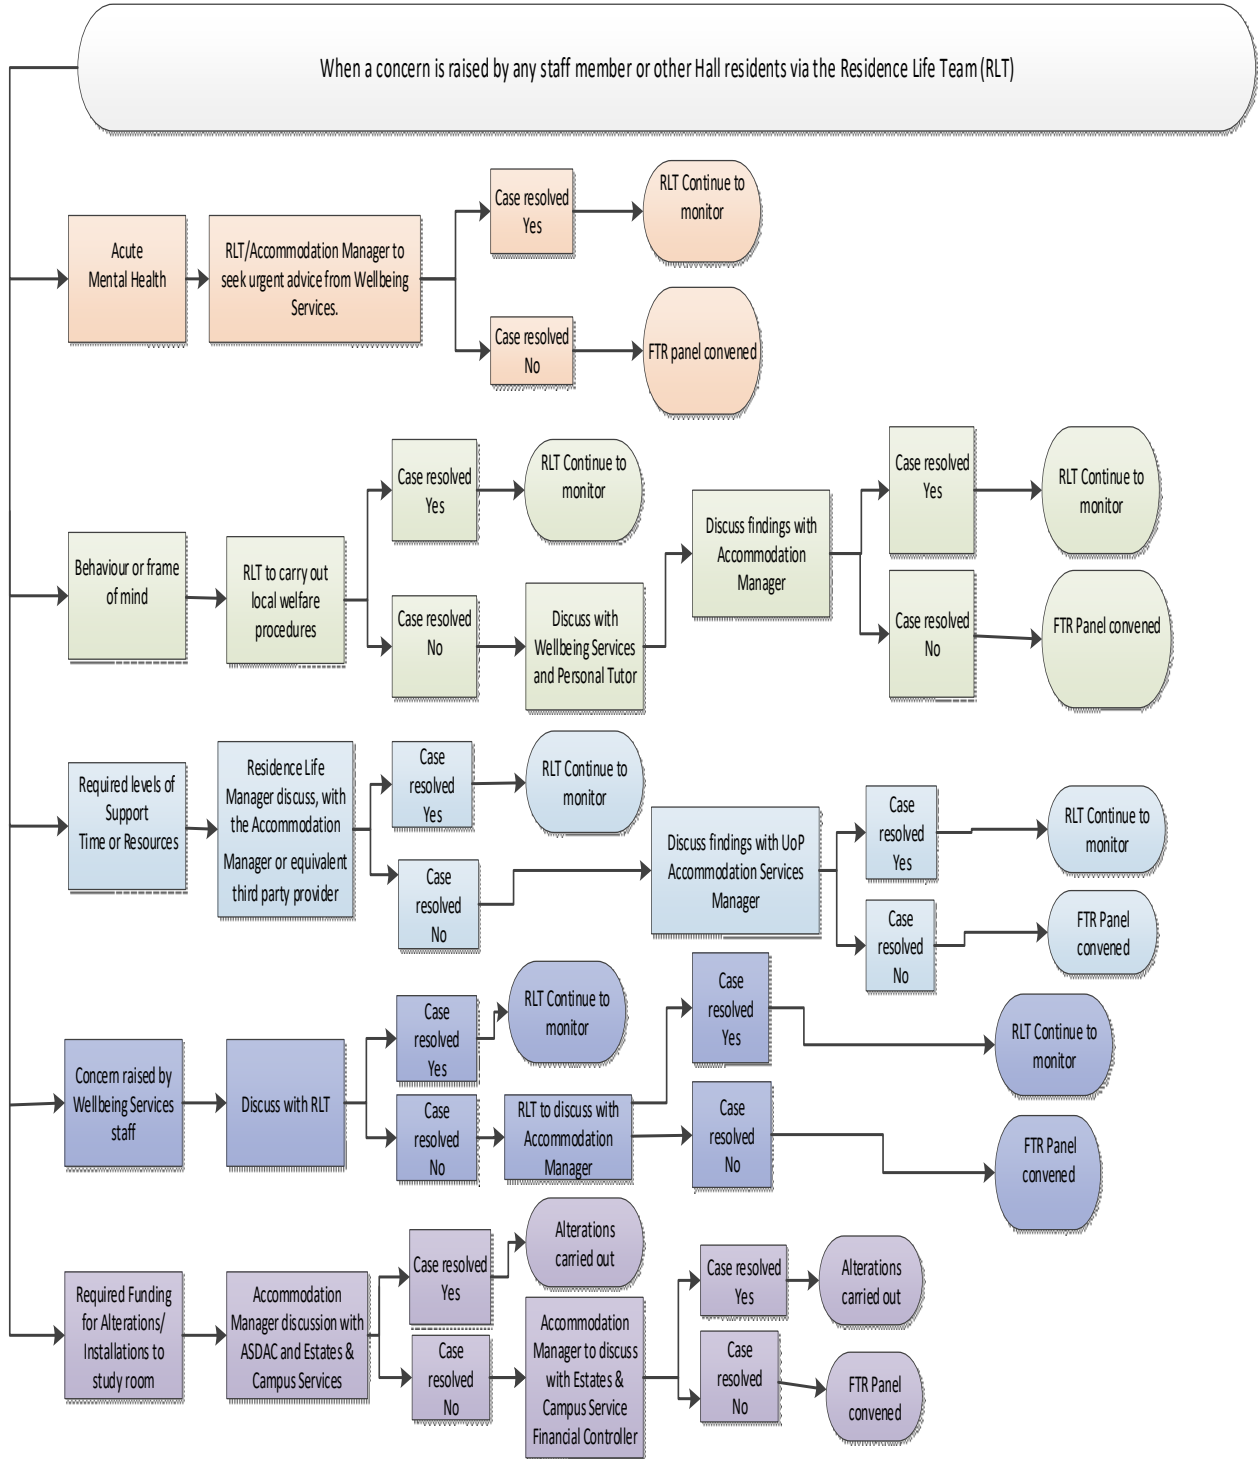 When a concern is raised by any staff member or other Hall residents via the Residence Life Team (RLT)
Acute
Mental Health
RLT/Accommodation Manager to
seek urgent advice from Wellbeing
Services.
Case resolved
Yes
RLT Continue to
monitor
Case resolved
No
FTR panel convened
Behaviour or frame
of mind
RLT to carry out
local welfare
procedures
Case resolved
Yes
RLT Continue to
monitor
Case resolved
No
Discuss with
Wellbeing Services
and Personal Tutor
Discuss findings with
Accommodation
Manager
Case resolved
Yes
RLT Continue to
monitor
Case resolved
No
FTR Panel convened
Required levels of
Support
Time or Resources
Residence Life
Manager discuss, with
the Accommodation
Manager or equivalent
third party provider
Case
resolved
Yes
RLT Continue to
monitor
Case
resolved
No
Discuss findings with UoP
Accommodation Services
Manager
Case
resolved
Yes
RLT Continue to
monitor
Case
resolved
No
FTR Panel
convened
Concern raised by
Wellbeing Services
staff
Discuss with RLT
Case
resolved
Yes
RLT Continue to
monitor
Case
resolved
No
RLT to discuss with
Accommodation
Manager
Case
resolved
Yes
RLT Continue to
monitor
Case
resolved
No
FTR Panel
convened
Required Funding
for Alterations/
Installations to
study room
Accommodation
Manager discussion with
ASDAC and Estates &
Campus Services
Case resolved
Yes
Alterations
carried out
Case
resolved
No
Accommodation
Manager to discuss
with Estates &
Campus Service
Financial Controller
Case resolved
Yes
Alterations
carried out
Case
resolved
No
FTR Panel
convened